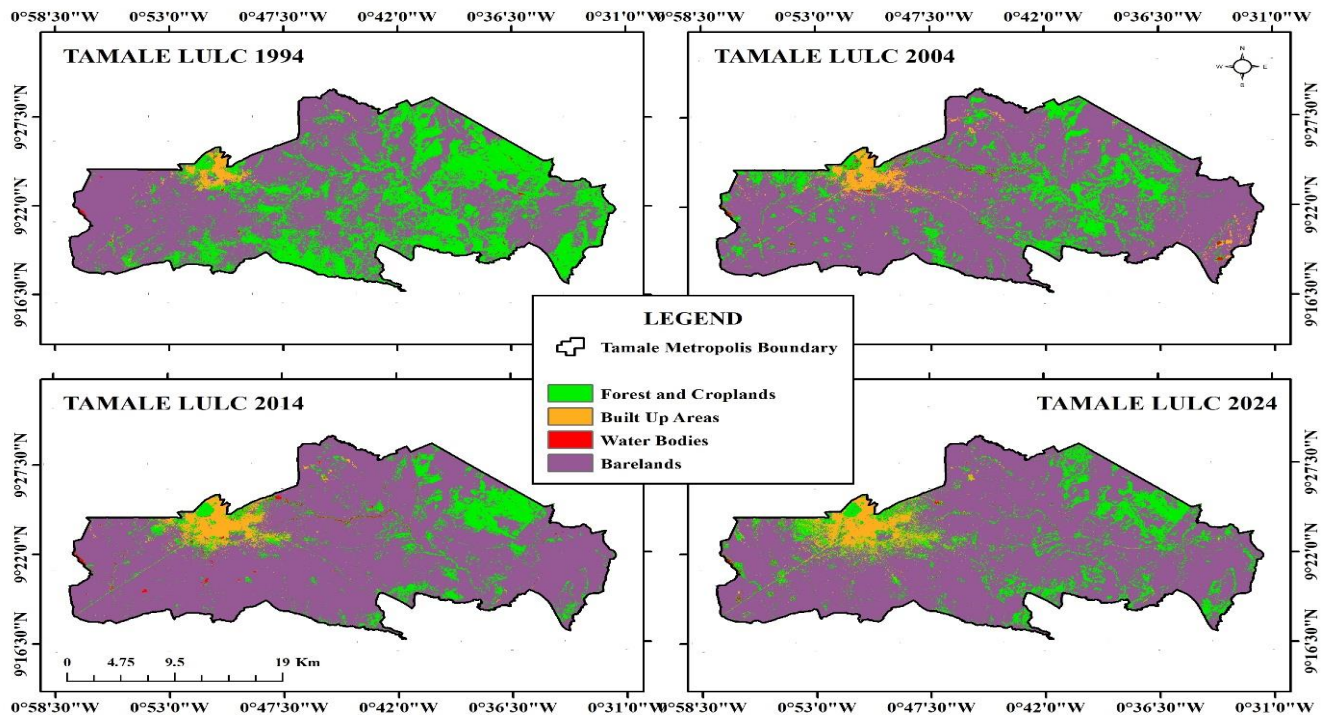 0°58'30"W 0°53'0"W 0°47'30"W 0°42'0"W 0°36'30"W 0°31'0"W 0°58'30"W 0°53'0"W 0°47'30"W 0°42'0"W 0°36'30"W 0°31'0"W
TAMALE LULC 1994
9°27'30"N
9°22'0"N
9°16'30"N
TAMALE LULC 2004
N
W E
S
9°27'30"N
9°22'0"N
9°16'30"N
LEGEND
Tamale Metropolis Boundary
Forest and Croplands
Built Up Areas
Water Bodies
Barelands
TAMALE LULC 2014
9°27'30"N
9°22'0"N
9°16'30"N
0 4.75 9.5 19 Km
TAMALE LULC 2024
9°27'30"N
9°22'0"N
9°16'30"N
0°58'30"W 0°53'0"W 0°47'30"W 0°42'0"W 0°36'30"W 0°31'0"W 0°58'30"W 0°53'0"W 0°47'30"W 0°42'0"W 0°36'30"W 0°31'0"W